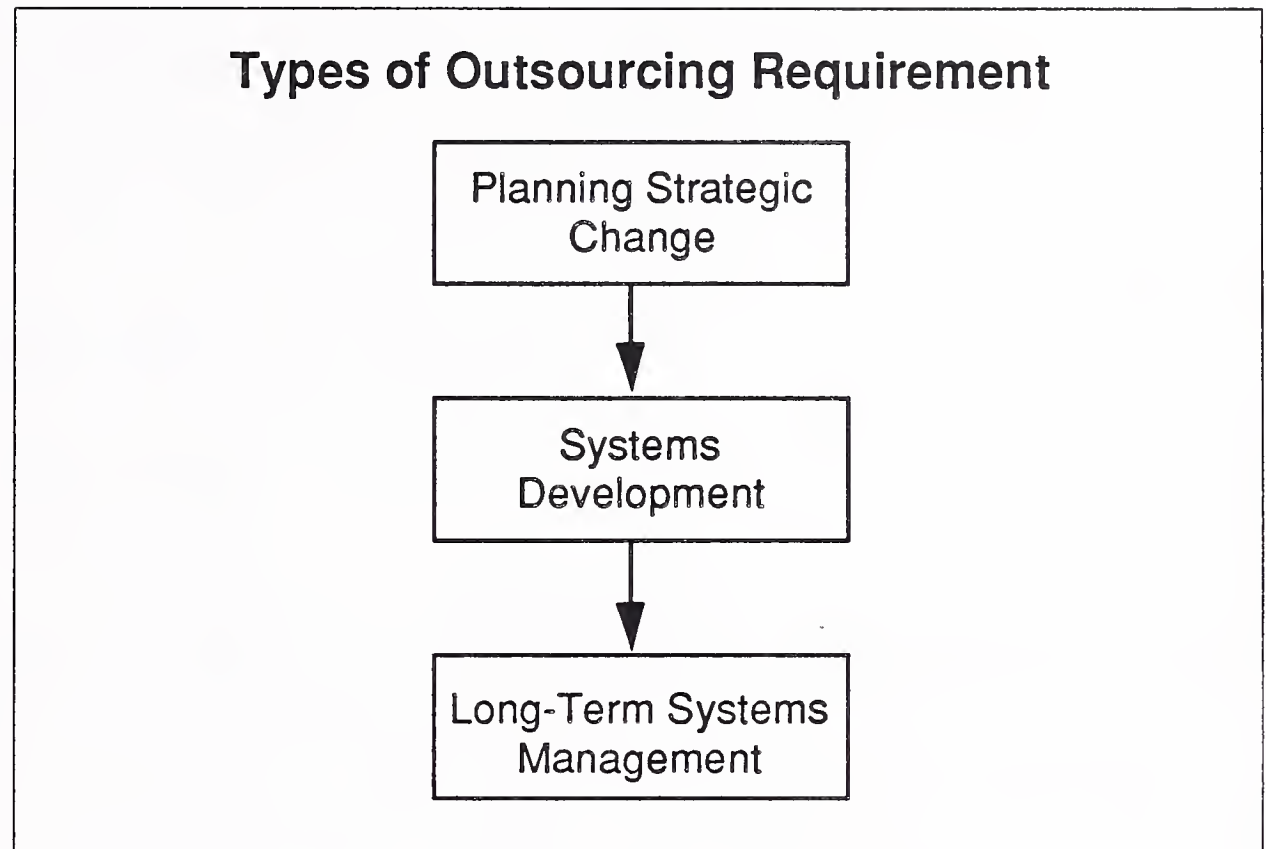 Types of Outsourcing Requirement
Planning Strategic
Change
Systems
Development
Long-Term Systems
Management